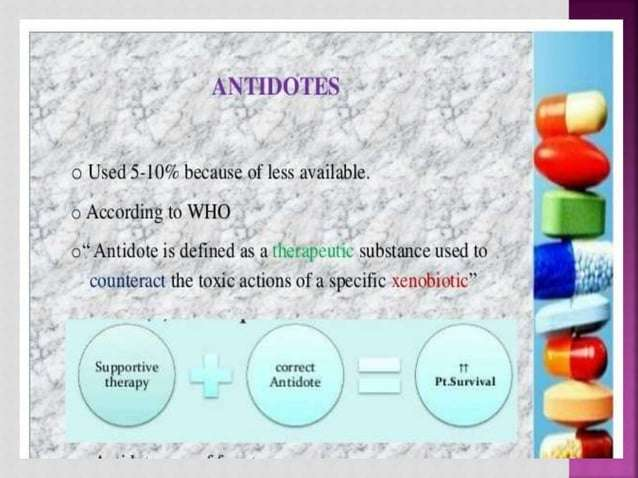 ANTIDOTES
o Used 5-10% because of less available.
o According to WHO
o “ Antidote is defined as a therapeutic substance used to
counteract the toxic actions of a specific xenobiotic”
Supportive
therapy
correct
Antidote
↑↑
Pt.Survival